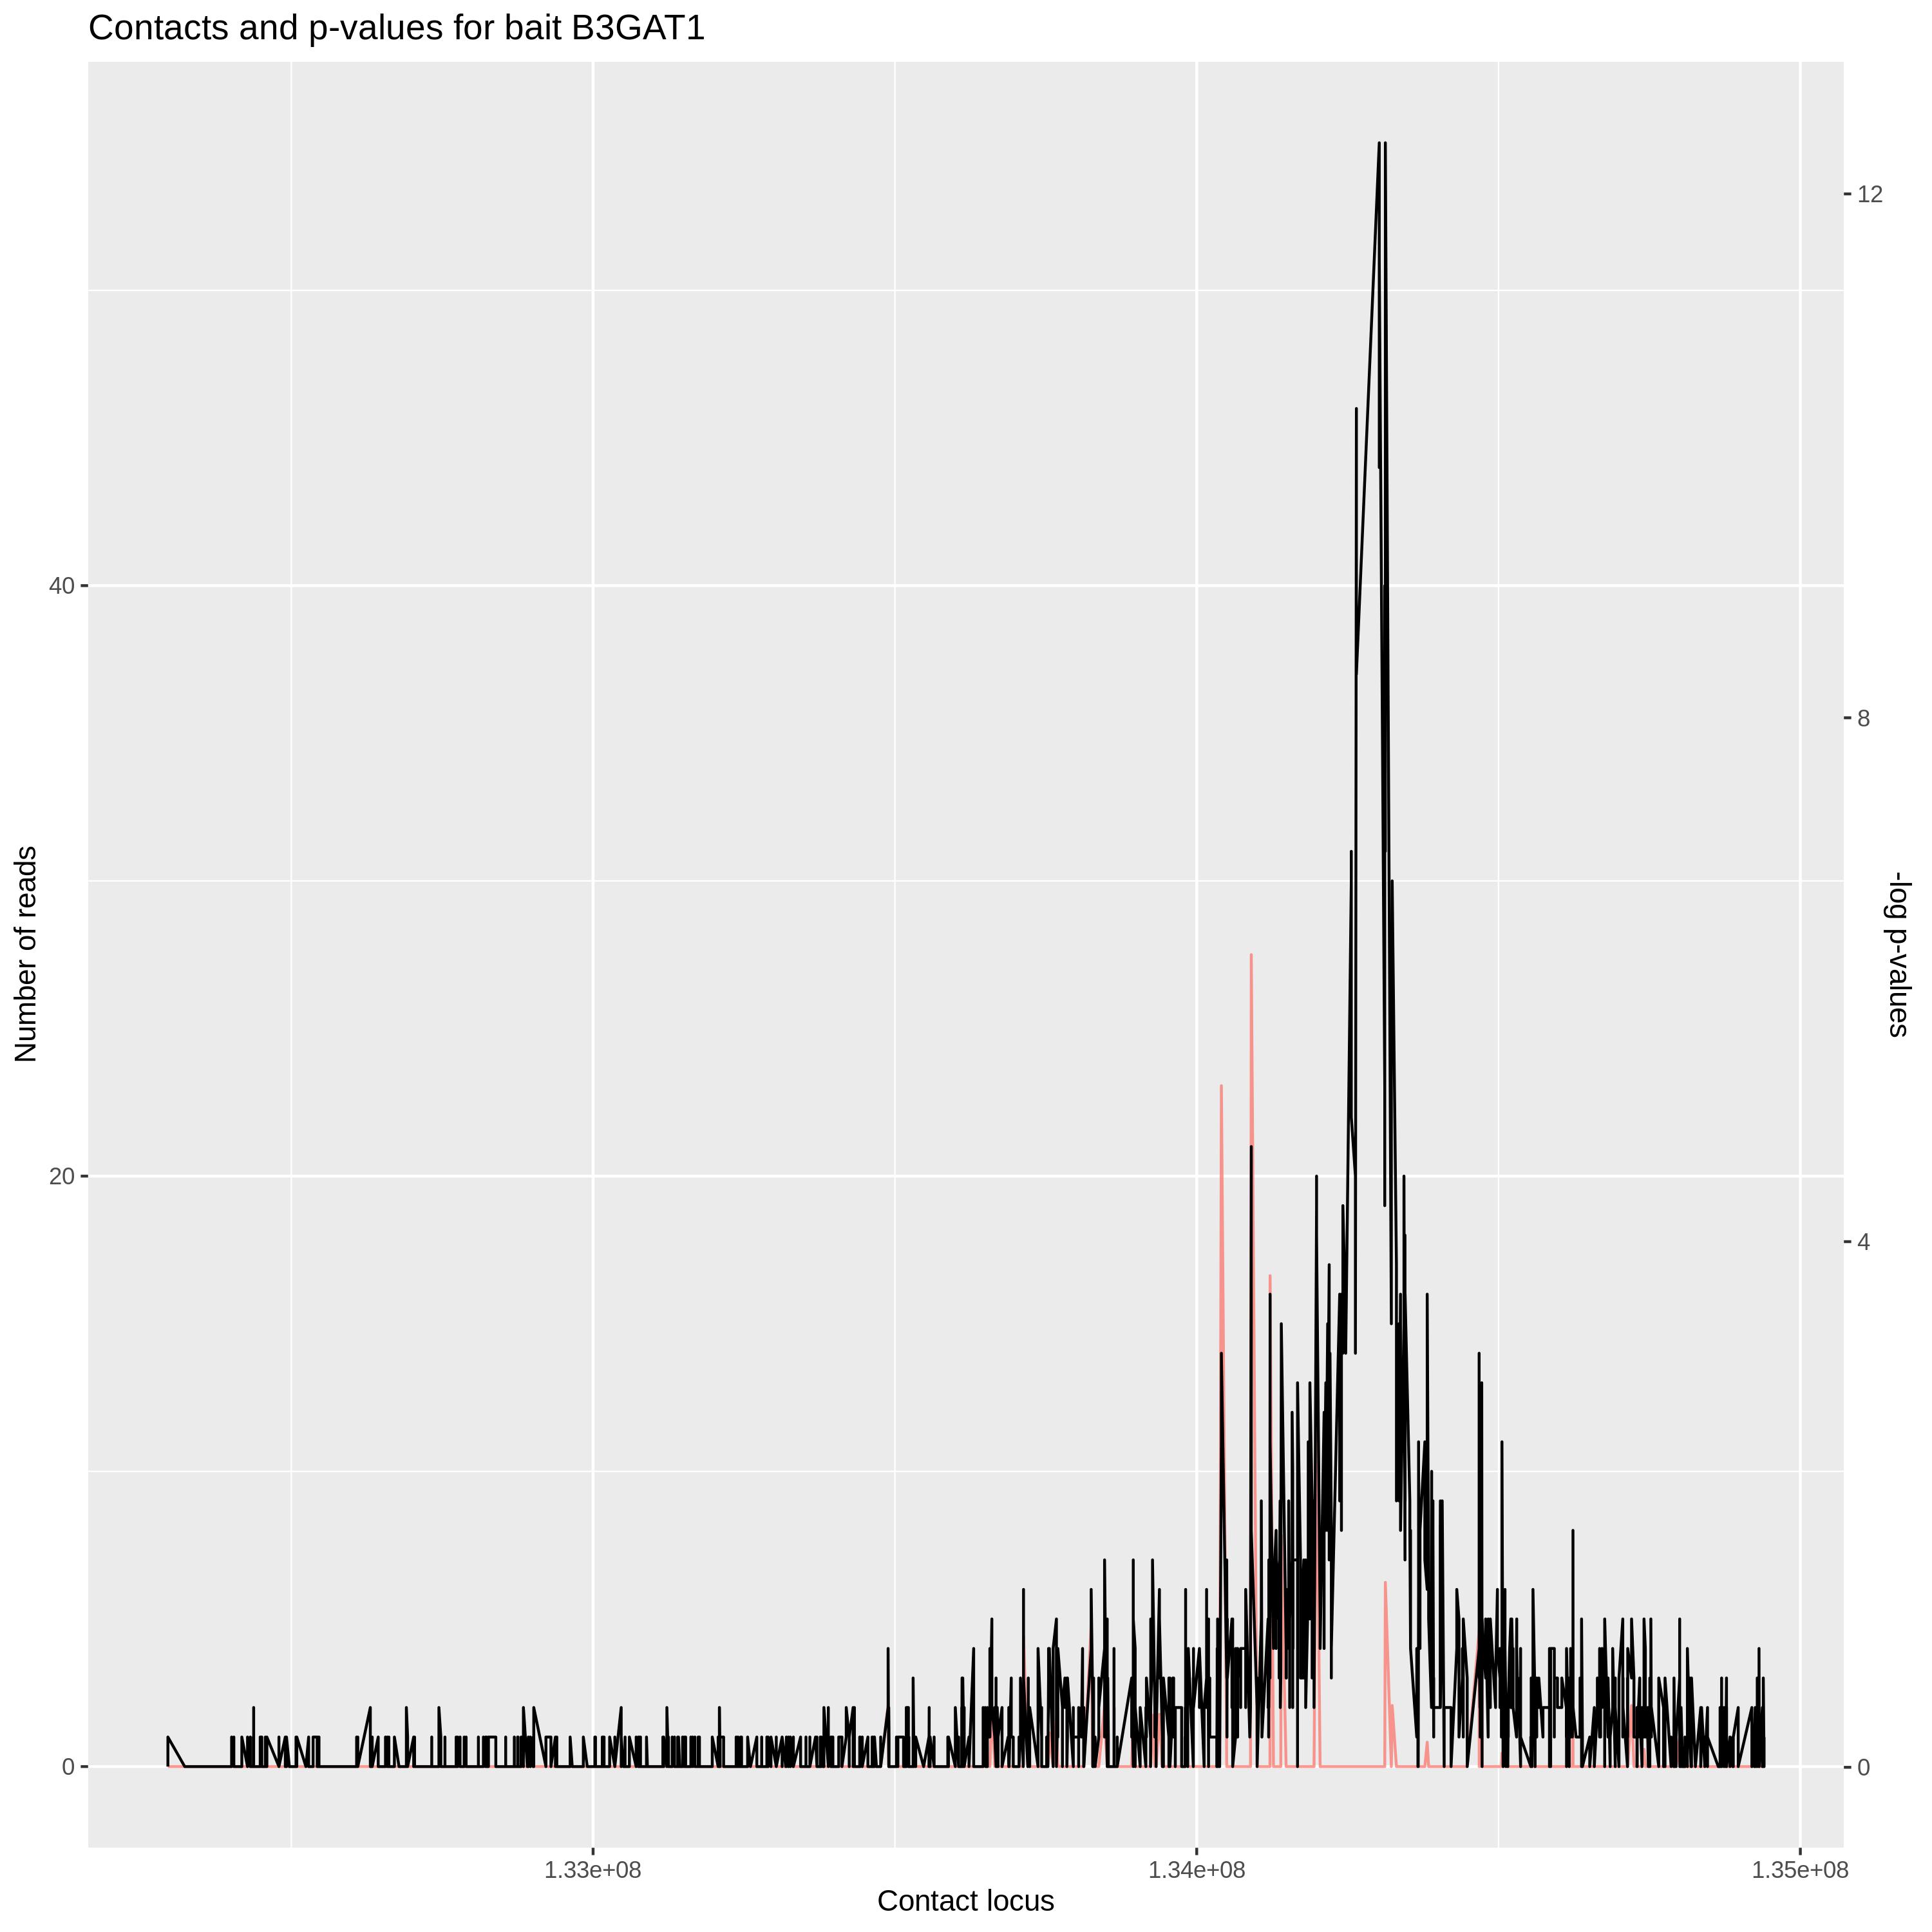 Contacts and p-values for bait B3GAT1
12
40
8
Number of reads
-log p-values
20
4
0
0
1.33e+08
1.34e+08
1.35e+08
Contact locus